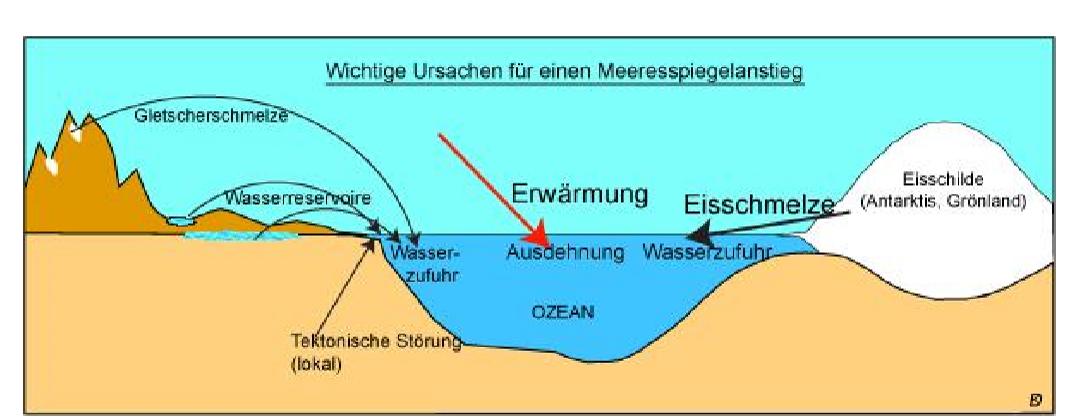 Wichtige Ursachen für einen Meeresspiegelanstieg
Gletscherschmelze
Wasserreservoire
Erwärmung
Eisschmelze
Eisschilde
(Antarktis, Grönland)
Wasser-
zufuhr
Ausdehnung
Wasserzufuhr
OZEAN
Tektonische Störung
(lokal)